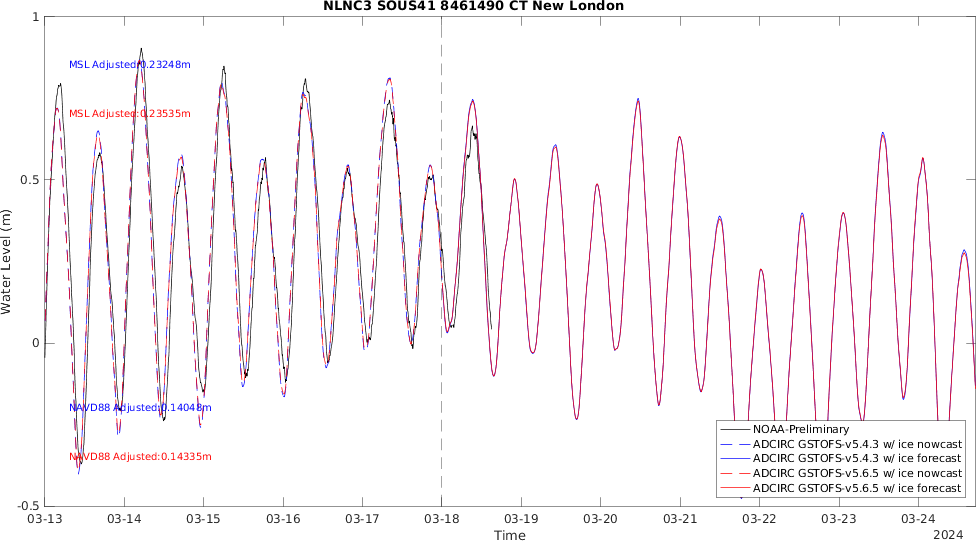 NLNC3 SOUS41 8461490 CT New London
1
MSL Adjusted:0.23248m
MSL Adjusted:0.23535m
0.5
Water Level (m)
0
NAVD88 Adjusted:0.14048m
NAVD88 Adjusted:0.14335m
NOAA-Preliminary
ADCIRC GSTOFS-v5.4.3 w/ ice nowcast
ADCIRC GSTOFS-v5.4.3 w/ ice forecast
ADCIRC GSTOFS-v5.6.5 w/ ice nowcast
ADCIRC GSTOFS-v5.6.5 w/ ice forecast
-0.5
03-13 03-14 03-15 03-16 03-17 03-18 03-19 03-20 03-21 03-22 03-23 03-24
Time
2024